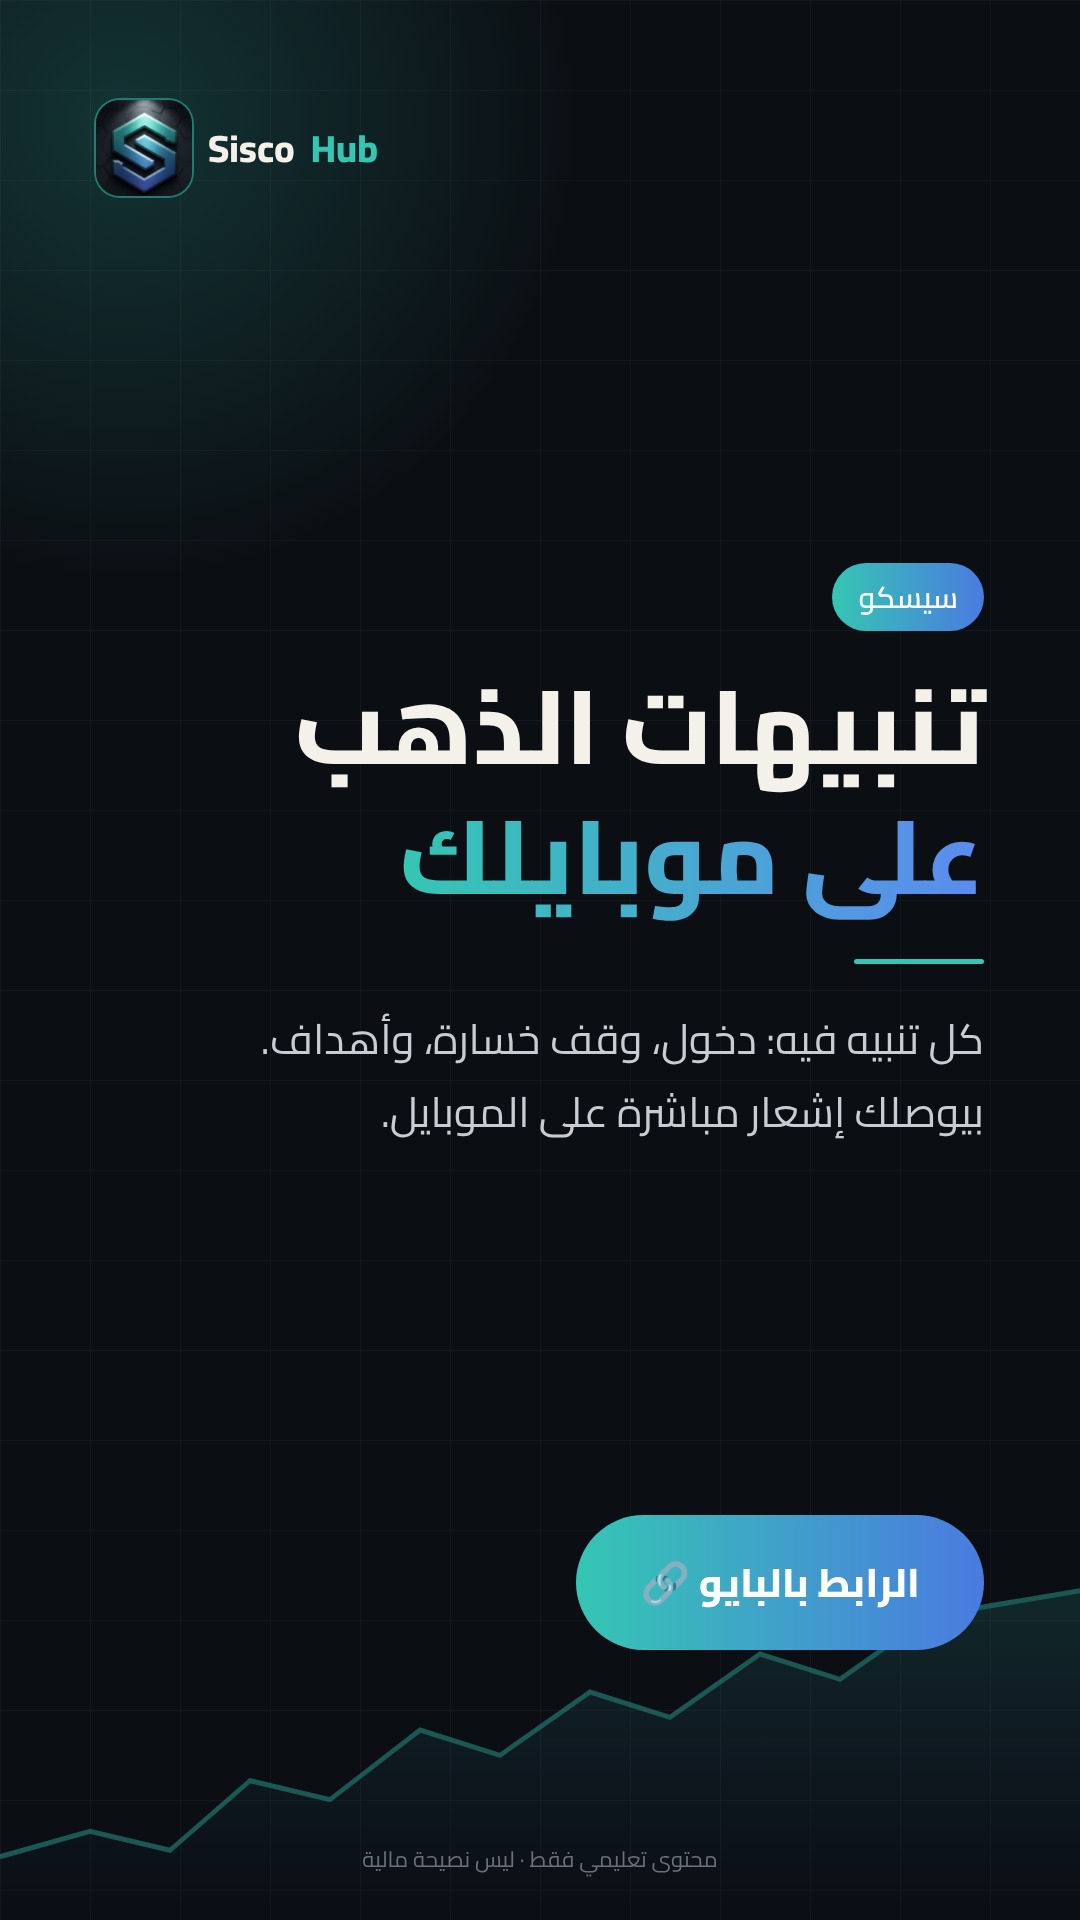 Sisco Hub
سيسكو
تنبيهات الذهب
على موبايلك
كل تنبيه فيه: دخول، وقف خسارة، وأهداف.
بيوصلك إشعار مباشرة على الموبايل.
الرابط بالبايو 🔗
محتوى تعليمي فقط · ليس نصيحة مالية